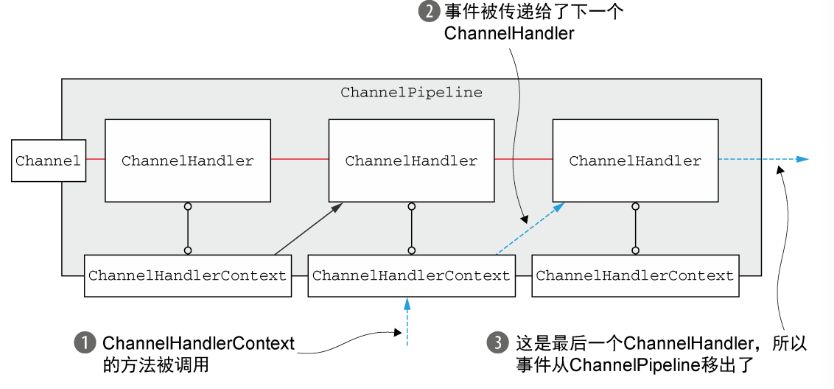 ❷ 事件被传递给了下一个
ChannelHandler
ChannelPipeline
Channel
ChannelHandler
ChannelHandler
ChannelHandler
ChannelHandlerContext
ChannelHandlerContext
ChannelHandlerContext
❶ ChannelHandlerContext
的方法被调用
❸ 这是最后一个ChannelHandler，所以
事件从ChannelPipeline移出了